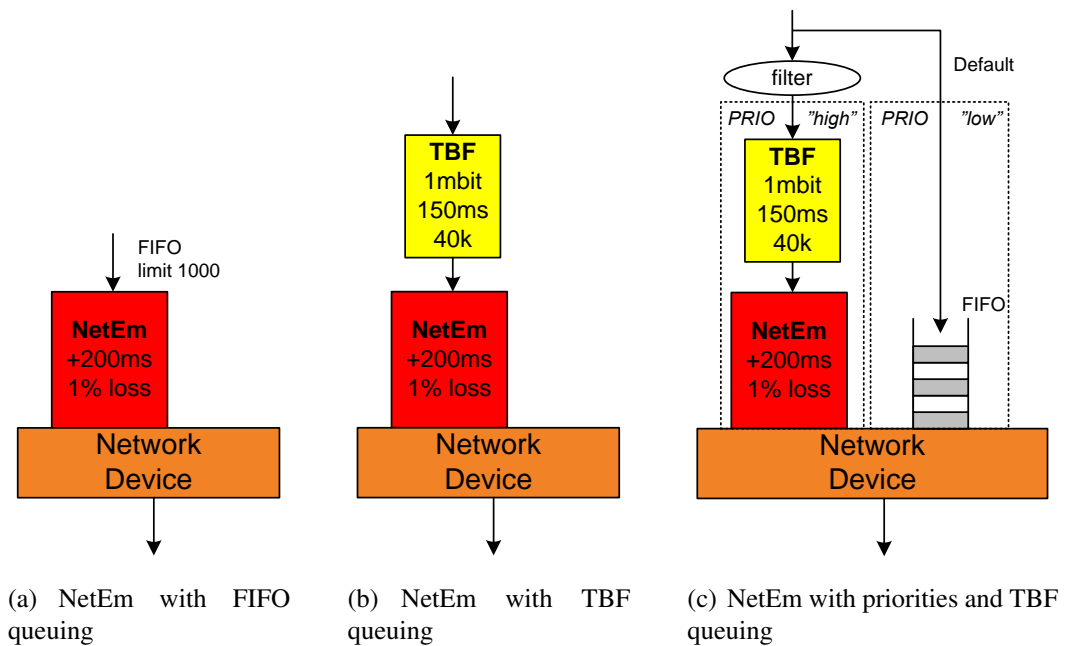 FIFO
limit 1000
NetEm
+200ms
1% loss
Network
Device
(a) NetEm with FIFO
queuing
TBF
1mbit
150ms
40k
NetEm
+200ms
1% loss
Network
Device
(b) NetEm with TBF
queuing
filter
Default
PRIO "high"
PRIO "low"
TBF
1mbit
150ms
40k
NetEm
+200ms
1% loss
FIFO
Network
Device
(c) NetEm with priorities and TBF
queuing